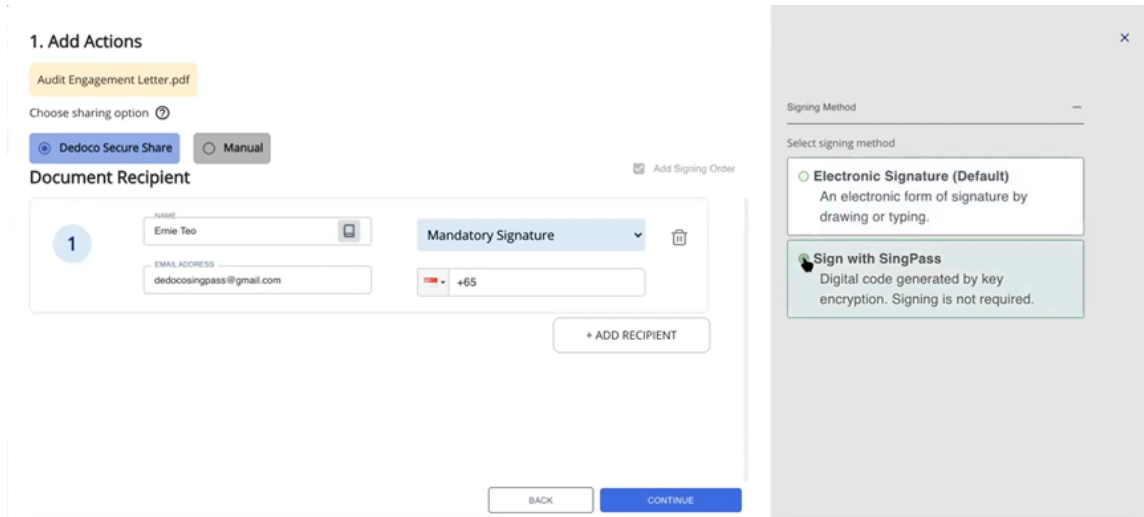 1. Add Actions
Audit Engagement Letter.pdf
Choose sharing option
Dedoco Secure Share
Manual
Add Signing Order
Document Recipient
1
NAME
Ernie Teo
Mandatory Signature
EMAIL ADDRESS
dedocosingpass@gmail.com
+65
+ ADD RECIPIENT
BACK
CONTINUE
Signing Method
Select signing method
Electronic Signature (Default)
An electronic form of signature by
drawing or typing.
Sign with SingPass
Digital code generated by key
encryption. Signing is not required.